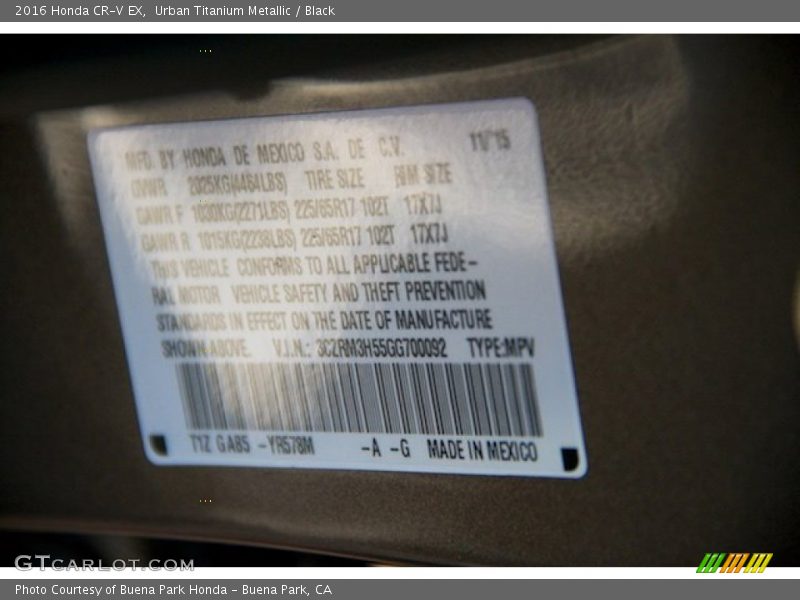 2016 Honda CR-V EX, Urban Titanium Metallic / Black
MFD. BY HONDA DE MEXICO S.A. DE C.V. 11/15
GVWR 2025KG(4464LBS) TIRE SIZE RIM SIZE
GAWR F 1030KG(2271LBS) 225/65R17 102T 17X7J
GAWR R 1015KG(2238LBS) 225/65R17 102T 17X7J
THIS VEHICLE CONFORMS TO ALL APPLICABLE FEDE-
RAL MOTOR VEHICLE SAFETY AND THEFT PREVENTION
STANDARDS IN EFFECT ON THE DATE OF MANUFACTURE
SHOWN ABOVE. V.I.N.: 3CZRM3H55GG700092 TYPE:MPV
TYZ GA85 -YR578M -A -G MADE IN MEXICO
GTCARLOT.COM
Photo Courtesy of Buena Park Honda - Buena Park, CA